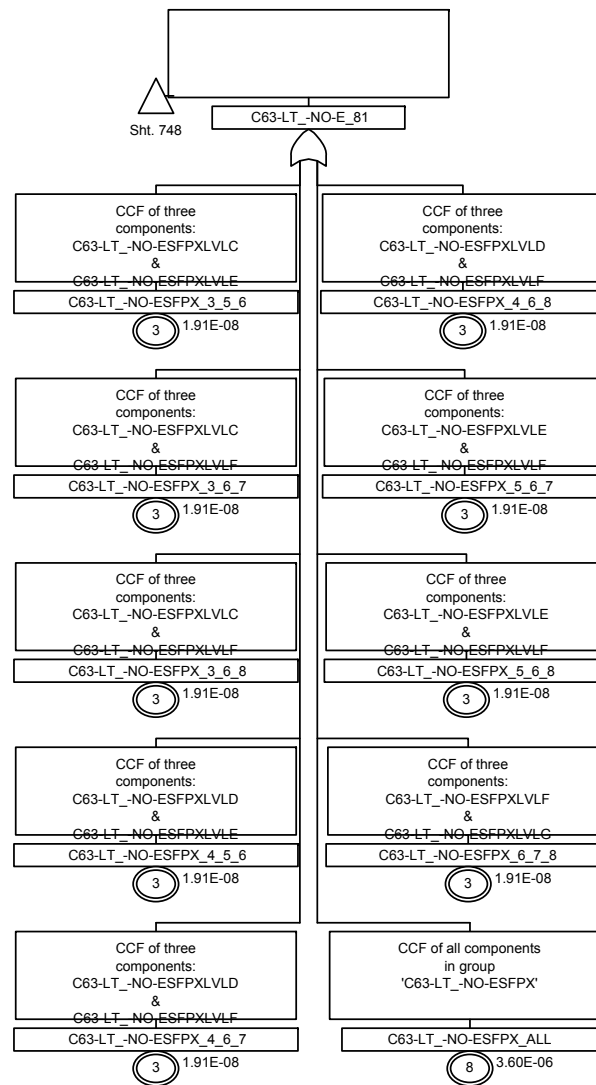 Sht. 748
C63-LT_-NO-E_81
CCF of three
components:
C63-LT_-NO-ESFPXLVLC
&
C63-LT_-NO-ESFPXLVLE
C63-LT_-NO-ESFPX_3_5_6
3
1.91E-08
CCF of three
components:
C63-LT_-NO-ESFPXLVLD
&
C63-LT_-NO-ESFPXLVLF
C63-LT_-NO-ESFPX_4_6_8
3
1.91E-08
CCF of three
components:
C63-LT_-NO-ESFPXLVLC
&
C63-LT_-NO-ESFPXLVLF
C63-LT_-NO-ESFPX_3_6_7
3
1.91E-08
CCF of three
components:
C63-LT_-NO-ESFPXLVLE
&
C63-LT_-NO-ESFPXLVLF
C63-LT_-NO-ESFPX_5_6_7
3
1.91E-08
CCF of three
components:
C63-LT_-NO-ESFPXLVLC
&
C63-LT_-NO-ESFPXLVLF
C63-LT_-NO-ESFPX_3_6_8
3
1.91E-08
CCF of three
components:
C63-LT_-NO-ESFPXLVLE
&
C63-LT_-NO-ESFPXLVLF
C63-LT_-NO-ESFPX_5_6_8
3
1.91E-08
CCF of three
components:
C63-LT_-NO-ESFPXLVLD
&
C63-LT_-NO-ESFPXLVLE
C63-LT_-NO-ESFPX_4_5_6
3
1.91E-08
CCF of three
components:
C63-LT_-NO-ESFPXLVLF
&
C63-LT_-NO-ESFPXLVLG
C63-LT_-NO-ESFPX_6_7_8
3
1.91E-08
CCF of three
components:
C63-LT_-NO-ESFPXLVLD
&
C63-LT_-NO-ESFPXLVLF
C63-LT_-NO-ESFPX_4_6_7
3
1.91E-08
CCF of all components
in group
'C63-LT_-NO-ESFPX'
C63-LT_-NO-ESFPX_ALL
8
3.60E-06